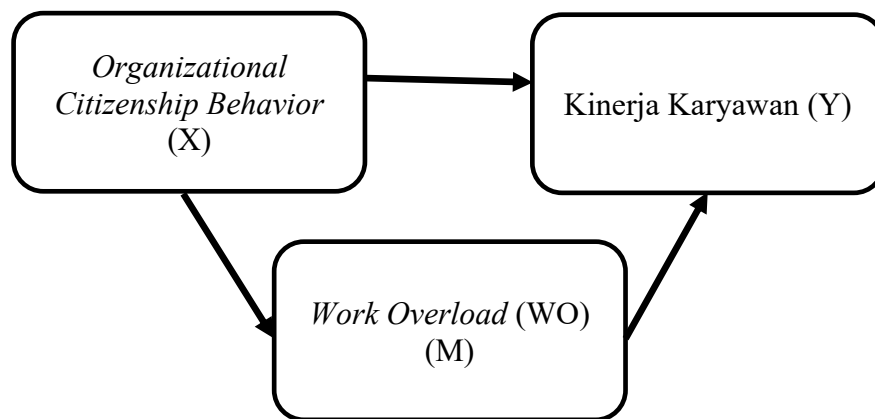 Organizational
Citizenship Behavior
(X)
Kinerja Karyawan (Y)
Work Overload (WO)
(M)